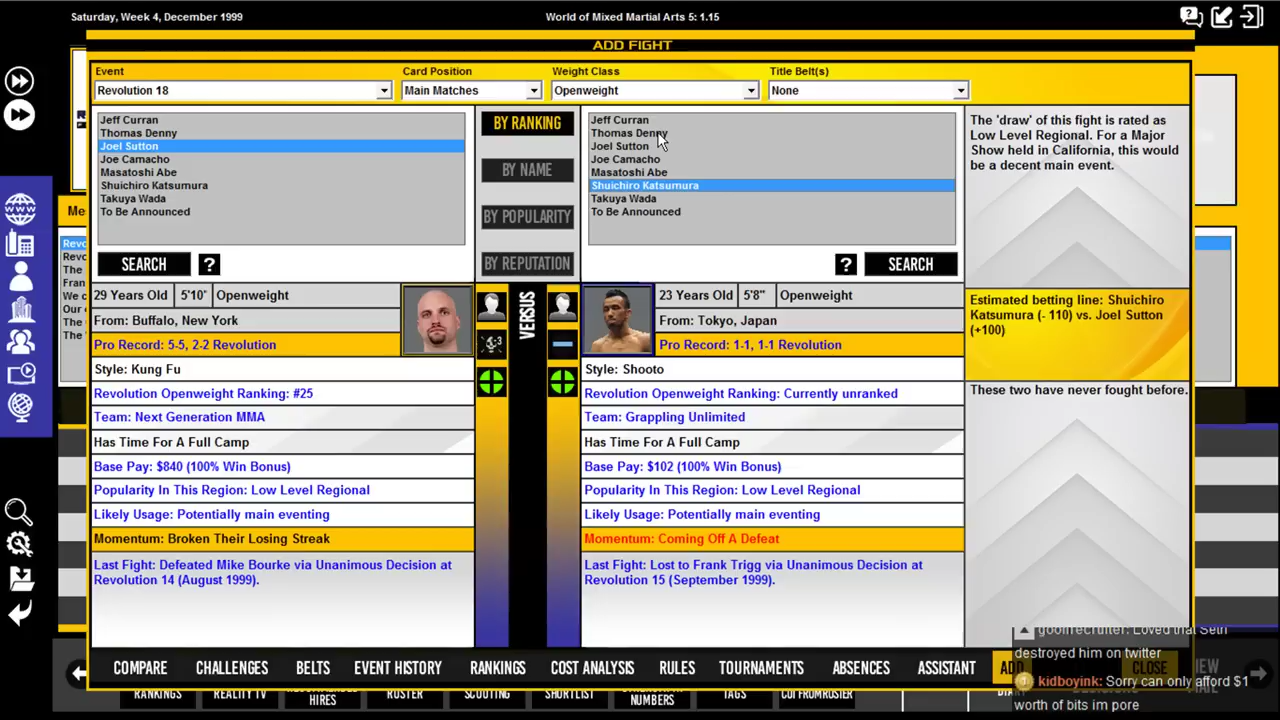 Saturday, Week 4, December 1999
World of Mixed Martial Arts 5: 1.15
ADD FIGHT
Event
Card Position
Weight Class
Title Belt(s)
Revolution 18
Main Matches
Openweight
None
Jeff Curran
Thomas Denny
Joel Sutton
Joe Camacho
Masatoshi Abe
Shuichiro Katsumura
Takuya Wada
To Be Announced
BY RANKING
BY NAME
BY POPULARITY
BY REPUTATION
Jeff Curran
Thomas Denny
Joel Sutton
Joe Camacho
Masatoshi Abe
Shuichiro Katsumura
Takuya Wada
To Be Announced
The 'draw' of this fight is rated as
Low Level Regional. For a Major
Show held in California, this would
be a decent main event.
SEARCH
?
?
SEARCH
29 Years Old
5'10"
Openweight
From: Buffalo, New York
Pro Record: 5-5, 2-2 Revolution
Style: Kung Fu
Revolution Openweight Ranking: #25
Team: Next Generation MMA
Has Time For A Full Camp
Base Pay: $840 (100% Win Bonus)
Popularity In This Region: Low Level Regional
Likely Usage: Potentially main eventing
Momentum: Broken Their Losing Streak
Last Fight: Defeated Mike Bourke via Unanimous Decision at
Revolution 14 (August 1999).
VERSUS
23 Years Old
5'8"
Openweight
From: Tokyo, Japan
Pro Record: 1-1, 1-1 Revolution
Style: Shooto
Revolution Openweight Ranking: Currently unranked
Team: Grappling Unlimited
Has Time For A Full Camp
Base Pay: $102 (100% Win Bonus)
Popularity In This Region: Low Level Regional
Likely Usage: Potentially main eventing
Momentum: Coming Off A Defeat
Last Fight: Lost to Frank Trigg via Unanimous Decision at
Revolution 15 (September 1999).
Estimated betting line: Shuichiro
Katsumura (- 110) vs. Joel Sutton
(+100)
These two have never fought before.
COMPARE
CHALLENGES
BELTS
EVENT HISTORY
RANKINGS
COST ANALYSIS
RULES
TOURNAMENTS
ABSENCES
ASSISTANT
ADD
CLOSE
Loved that Seth
destroyed him on twitter
kidboyink: Sorry can only afford $1
worth of bits im pore
RANKINGS
REALITY TV
HIRES
ROSTER
SCOUTING
SHORTLIST
NUMBERS
TAGS